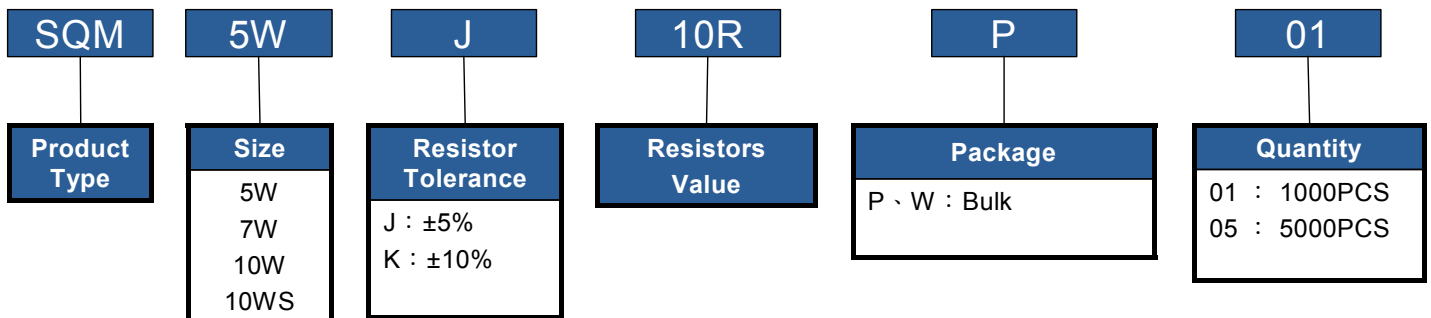 SQM 5W J 10R P 01
Product
Type
Size
5W
7W
10W
10WS
Resistor
Tolerance
J：±5%
K：±10%
Resistors
Value
Package
P、W：Bulk
Quantity
01 ： 1000PCS
05 ： 5000PCS